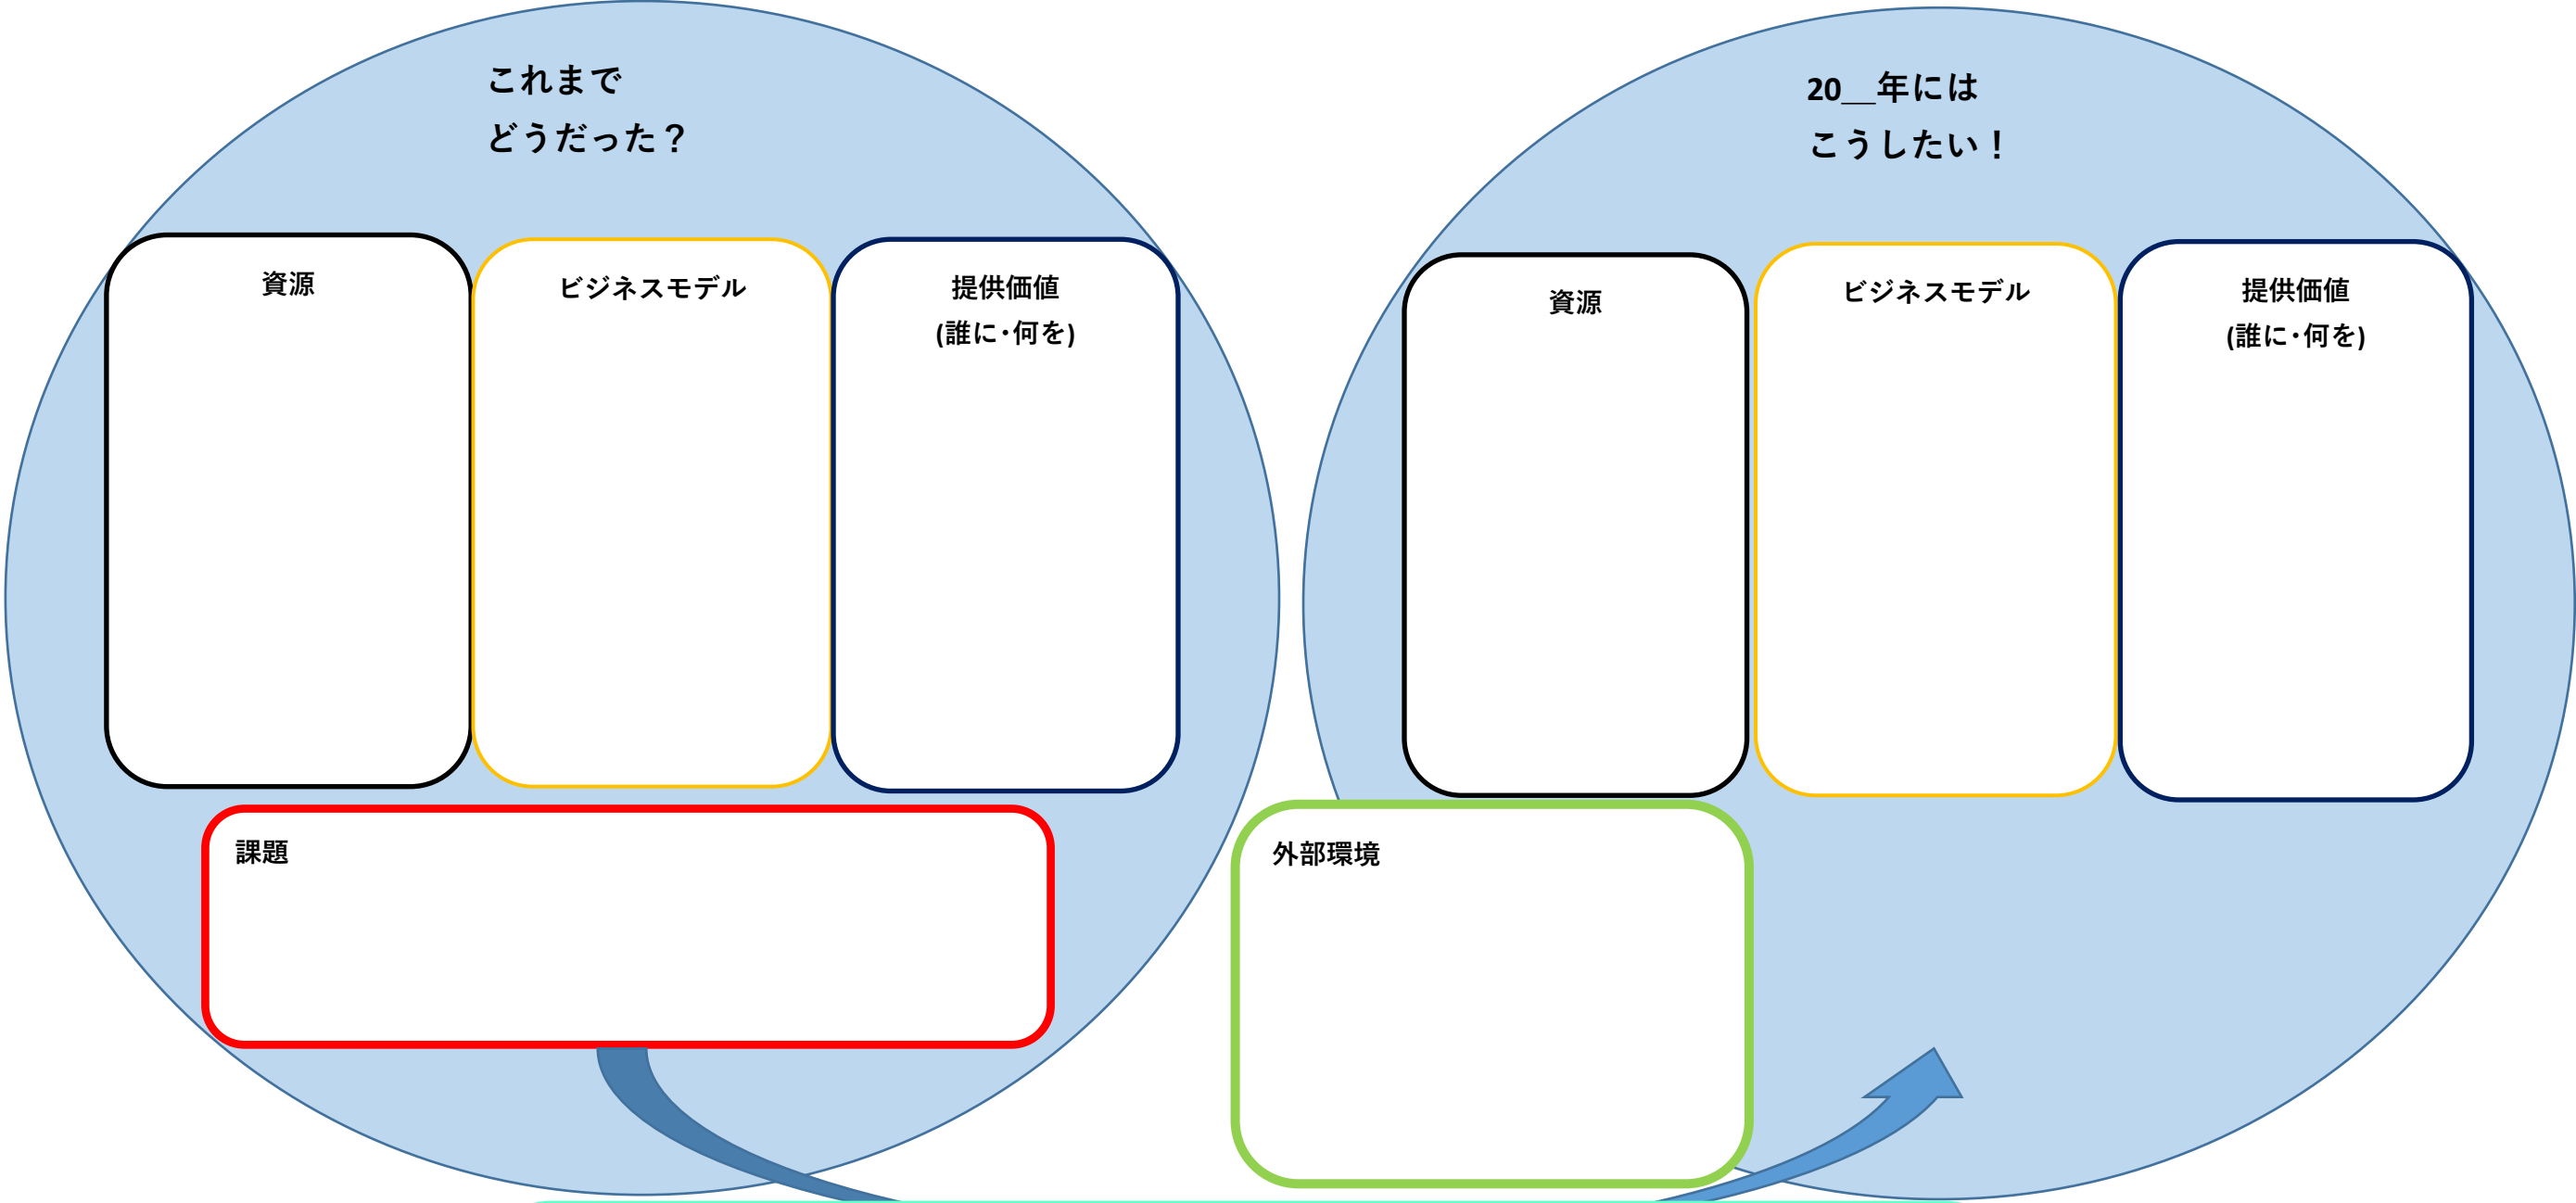 これまで
どうだった？
資源
ビジネスモデル
提供価値
(誰に・何を)
課題
20__年には
こうしたい！
資源
ビジネスモデル
提供価値
(誰に・何を)
外部環境